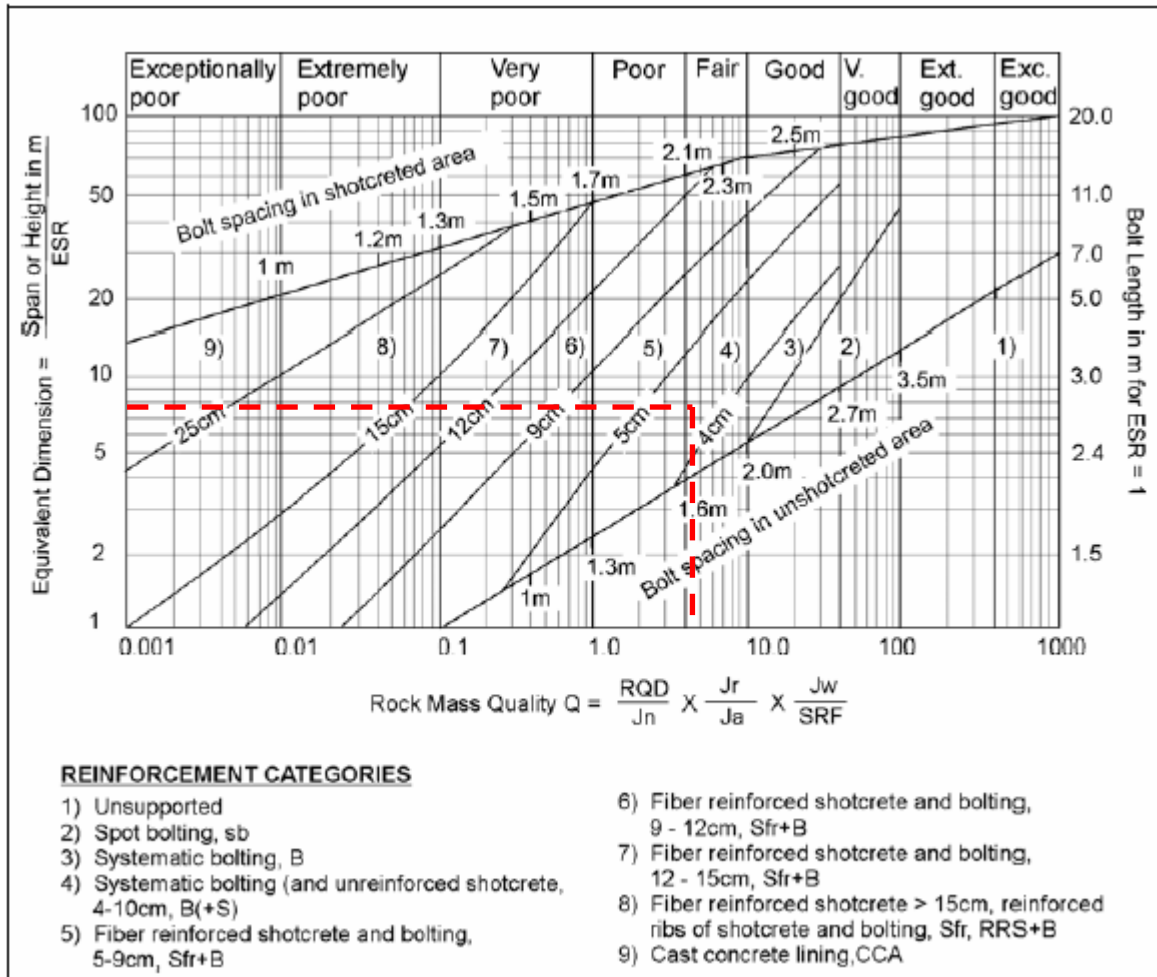 Exceptionally poor
Extremely poor
Very poor
Poor
Fair
Good
V. good
Ext. good
Exc. good
100
50
20
10
5
2
1
20.0
11.0
7.0
5.0
3.0
2.4
1.5
Equivalent Dimension = Span or Height in m / ESR
Bolt Length in m for ESR = 1
Bolt spacing in shotcreted area
1 m
1.2m
1.3m
1.5m
1.7m
2.1m
2.3m
2.5m
9)
8)
7)
6)
5)
4)
3)
2)
1)
25cm
15cm
12cm
9cm
5cm
4cm
3.5m
2.7m
2.0m
1.6m
1.3m
1m
Bolt spacing in unshotcreted area
0.001
0.01
0.1
1.0
10.0
100
1000
Rock Mass Quality Q = RQD / Jn X Jr / Ja X Jw / SRF
REINFORCEMENT CATEGORIES
1) Unsupported
2) Spot bolting, sb
3) Systematic bolting, B
4) Systematic bolting (and unreinforced shotcrete,
4-10cm, B(+S)
5) Fiber reinforced shotcrete and bolting,
5-9cm, Sfr+B
6) Fiber reinforced shotcrete and bolting,
9 - 12cm, Sfr+B
7) Fiber reinforced shotcrete and bolting,
12 - 15cm, Sfr+B
8) Fiber reinforced shotcrete > 15cm, reinforced
ribs of shotcrete and bolting, Sfr, RRS+B
9) Cast concrete lining,CCA